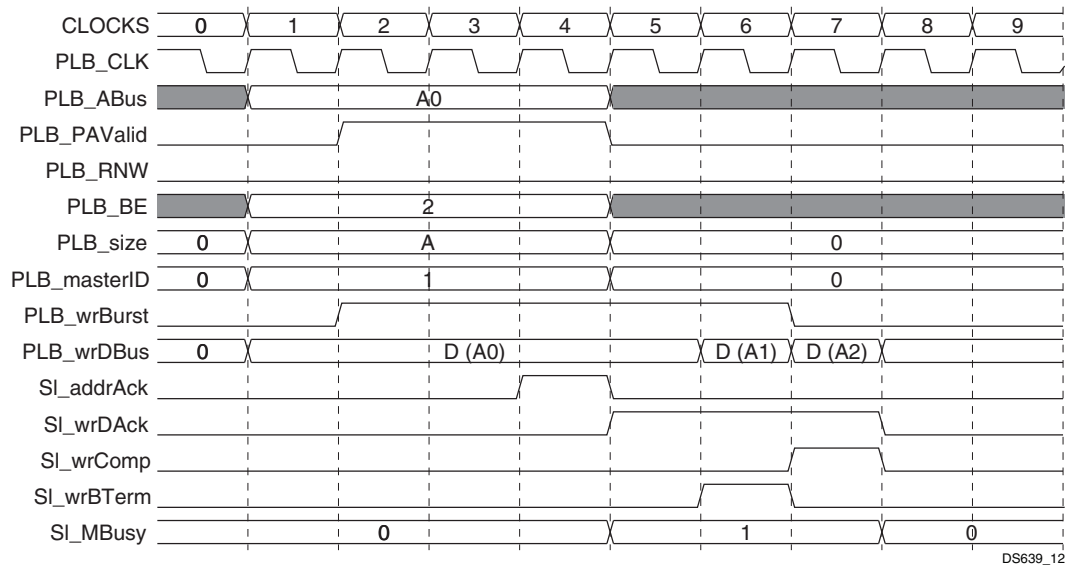 CLOCKS 0 1 2 3 4 5 6 7 8 9
PLB_CLK
PLB_ABus A0
PLB_PAValid
PLB_RNW
PLB_BE 2
PLB_size 0 A 0
PLB_masterID 0 1 0
PLB_wrBurst
PLB_wrDBus 0 D (A0) D (A1) D (A2)
Sl_addrAck
Sl_wrDAck
Sl_wrComp
Sl_wrBTerm
Sl_MBusy 0 1 0
DS639_12